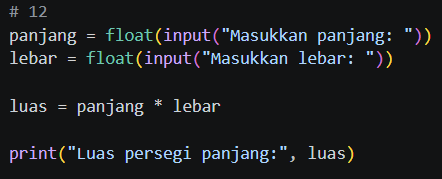 # 12
panjang = float(input("Masukkan panjang: "))
lebar = float(input("Masukkan lebar: "))
luas = panjang * lebar
print("Luas persegi panjang:", luas)